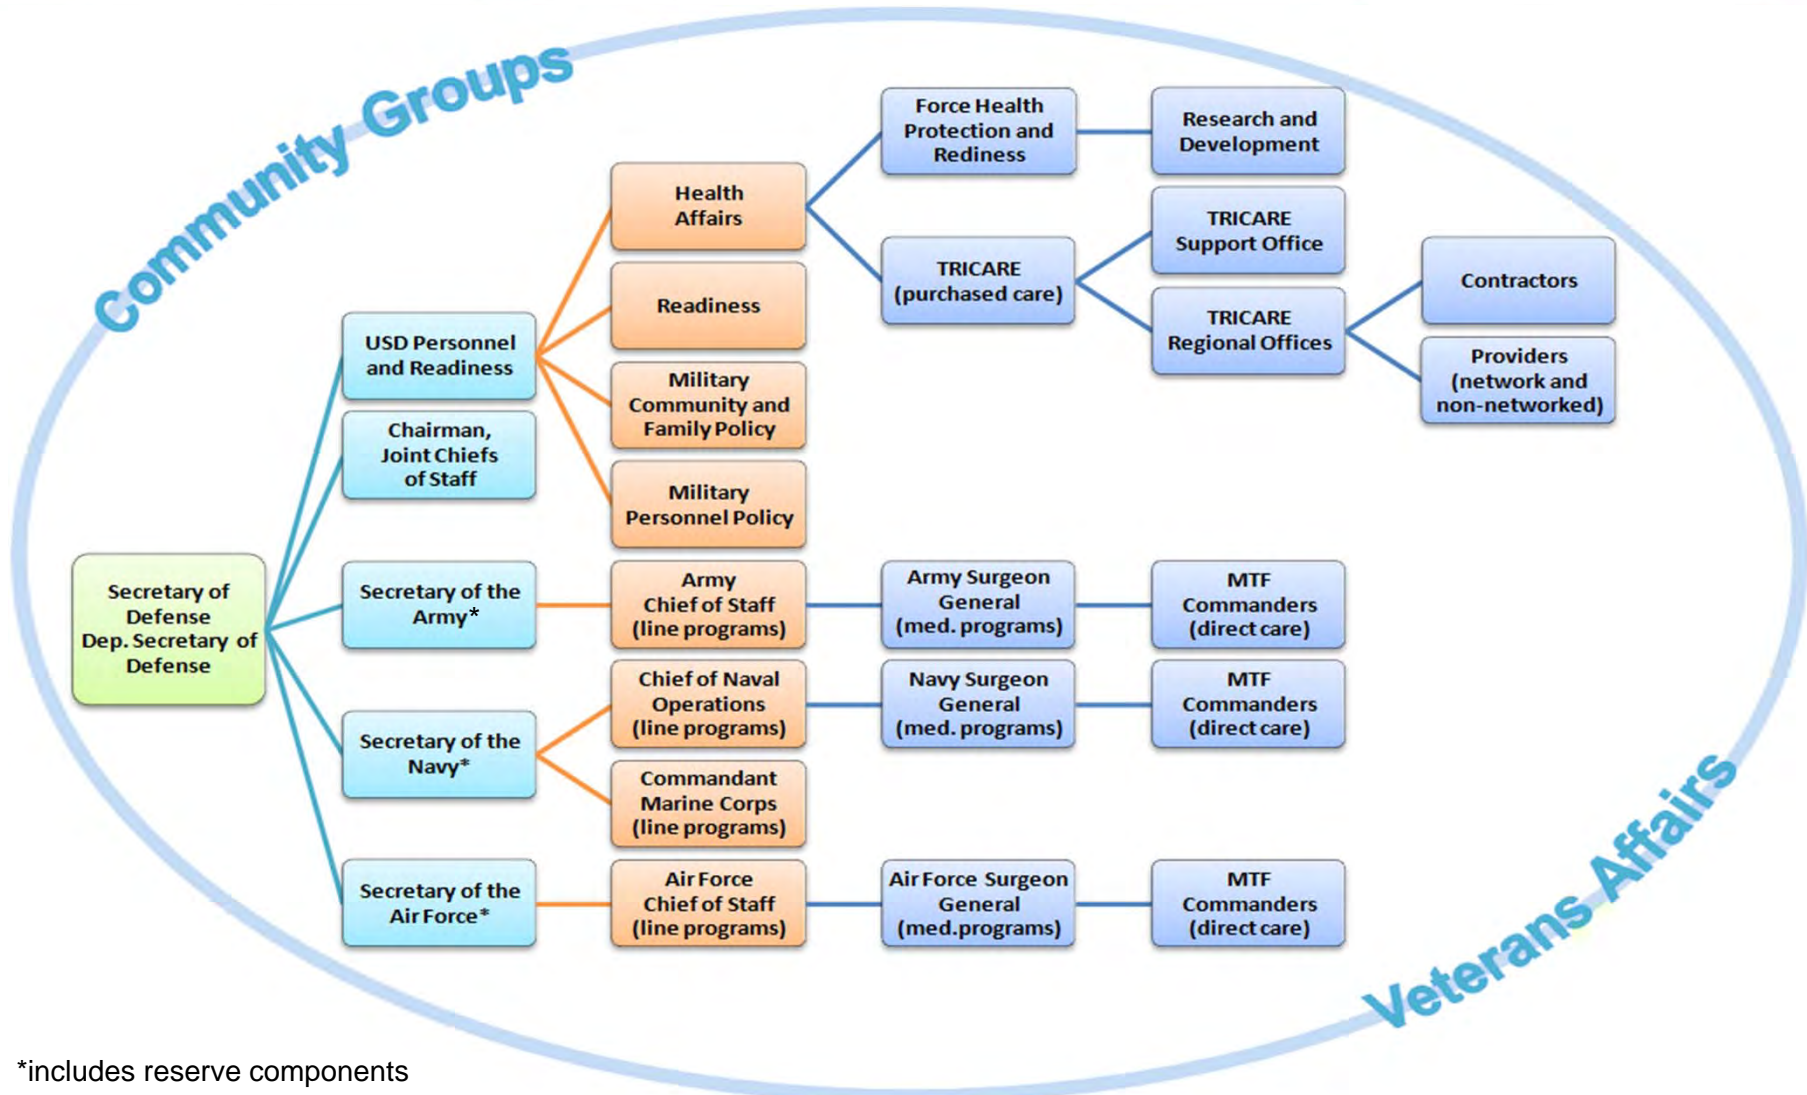 Community Groups
Force Health
Protection and
Rediness
Research and
Development
Health
Affairs
TRICARE
Support Office
TRICARE
(purchased care)
Contractors
Readiness
TRICARE
Regional Offices
USD Personnel
and Readiness
Providers
(network and
non-networked)
Military
Community and
Family Policy
Chairman,
Joint Chiefs
of Staff
Military
Personnel Policy
Secretary of
Defense
Dep. Secretary of
Defense
Secretary of the
Army*
Army
Chief of Staff
(line programs)
Army Surgeon
General
(med. programs)
MTF
Commanders
(direct care)
Secretary of the
Navy*
Chief of Naval
Operations
(line programs)
Navy Surgeon
General
(med. programs)
MTF
Commanders
(direct care)
Commandant
Marine Corps
(line programs)
Secretary of the
Air Force*
Air Force
Chief of Staff
(line programs)
Air Force Surgeon
General
(med.programs)
MTF
Commanders
(direct care)
Veterans Affairs
*includes reserve components